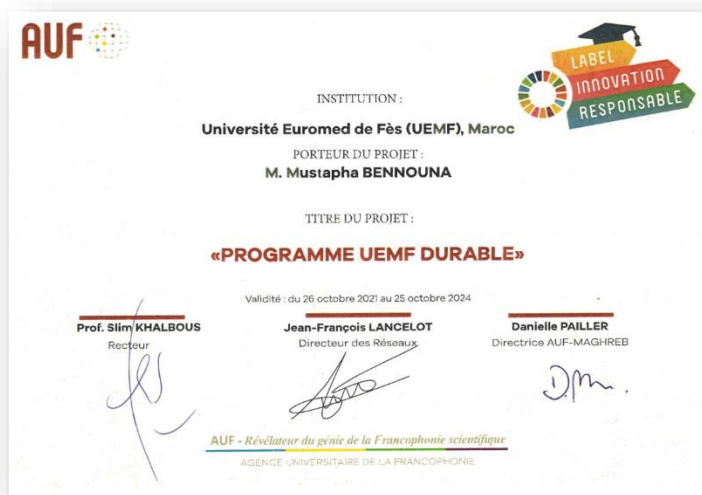 AUF
LABEL
INNOVATION
RESPONSABLE
INSTITUTION :
Université Euromed de Fès (UEMF), Maroc
PORTEUR DU PROJET :
M. Mustapha BENNOUNA
TITRE DU PROJET :
«PROGRAMME UEMF DURABLE»
Validité : du 26 octobre 2021 au 25 octobre 2024
Prof. Slim KHALBOUS
Recteur
Jean-François LANCELOT
Directeur des Réseaux
Danielle PAILLER
Directrice AUF-MAGHREB
AUF - Révélateur du génie de la Francophonie scientifique
AGENCE UNIVERSITAIRE DE LA FRANCOPHONIE